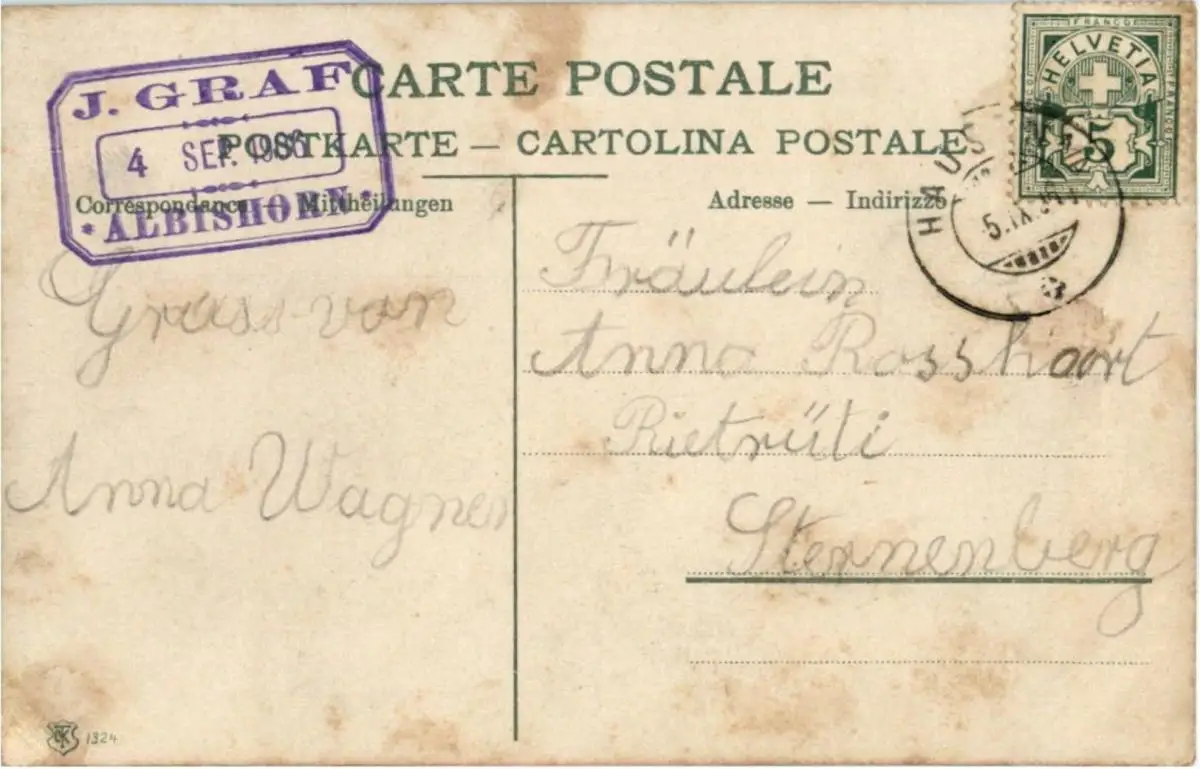 CARTE POSTALE
POSTKARTE — CARTOLINA POSTALE
J. GRAF
4 SEP. 1906
* ALBISHORN *
FRANCO
HELVETIA
5
HAUS
5.IX.
Correspondance — Mittheilungen
Adresse — Indirizzo
Gruss von
Anna Wagner
Fräulein
Anna Rosshart
Rietrüti
Sternenberg
1324